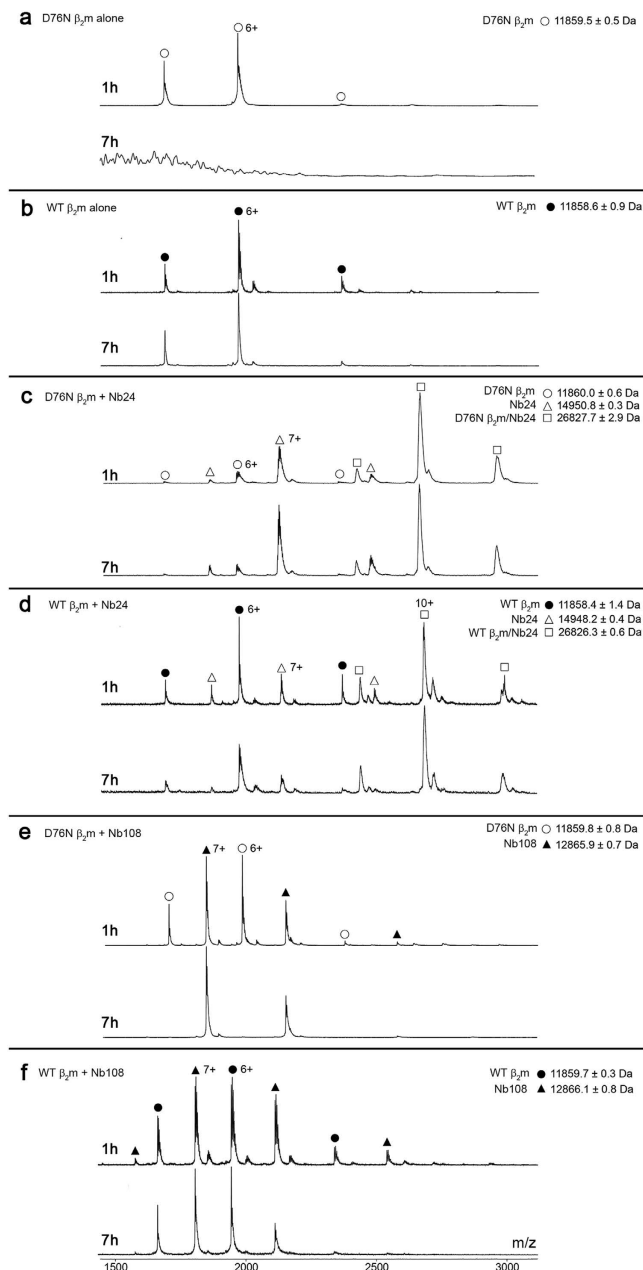 a D76N β₂m alone
D76N β₂m ○ 11859.5 ± 0.5 Da
○ ○ 6+
1h ○
7h
b WT β₂m alone
WT β₂m ● 11858.6 ± 0.9 Da
● 6+
● ●
1h
7h
c D76N β₂m + Nb24
D76N β₂m ○ 11860.0 ± 0.6 Da
Nb24 △ 14950.8 ± 0.3 Da
D76N β₂m/Nb24 □ 26827.7 ± 2.9 Da
□
△ 7+
1h ○ △ ○ 6+ ○ □ △ □
7h
d WT β₂m + Nb24
WT β₂m ● 11858.4 ± 1.4 Da
Nb24 △ 14948.2 ± 0.4 Da
WT β₂m/Nb24 □ 26826.3 ± 0.6 Da
● 6+ 10+
□
1h ● △ △ 7+ ● □ △ □
7h
e D76N β₂m + Nb108
D76N β₂m ○ 11859.8 ± 0.8 Da
Nb108 ▲ 12865.9 ± 0.7 Da
▲ 7+ ○ 6+
○ ▲
1h ○ ▲
7h
f WT β₂m + Nb108
WT β₂m ● 11859.7 ± 0.3 Da
Nb108 ▲ 12866.1 ± 0.8 Da
▲ 7+ ● 6+
● ▲
1h ▲ ● ▲
7h
m/z
1500 2000 2500 3000